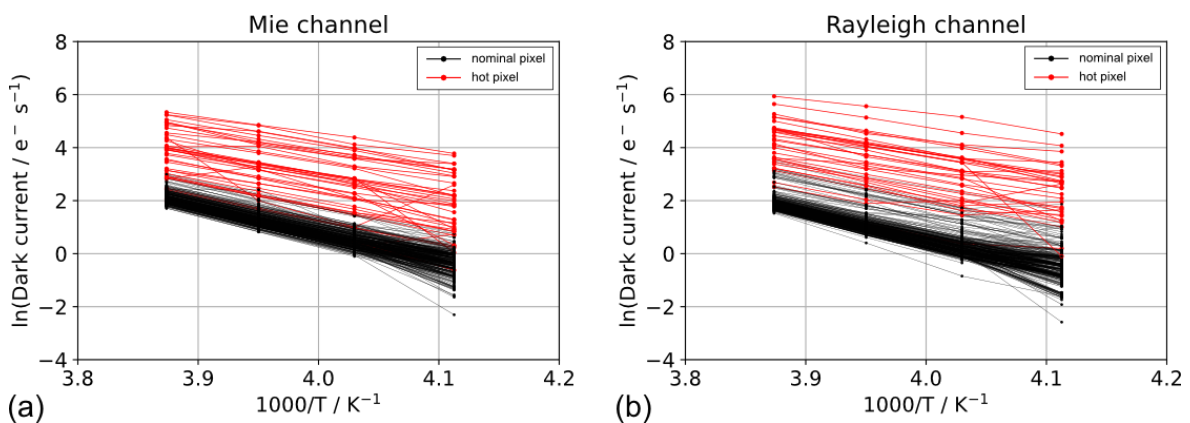 Mie channel
8
6
4
2
0
−2
−4
ln(Dark current / e⁻ s⁻¹)
nominal pixel
hot pixel
3.8 3.9 4.0 4.1 4.2
1000/T / K⁻¹
(a)
Rayleigh channel
8
6
4
2
0
−2
−4
ln(Dark current / e⁻ s⁻¹)
nominal pixel
hot pixel
3.8 3.9 4.0 4.1 4.2
1000/T / K⁻¹
(b)